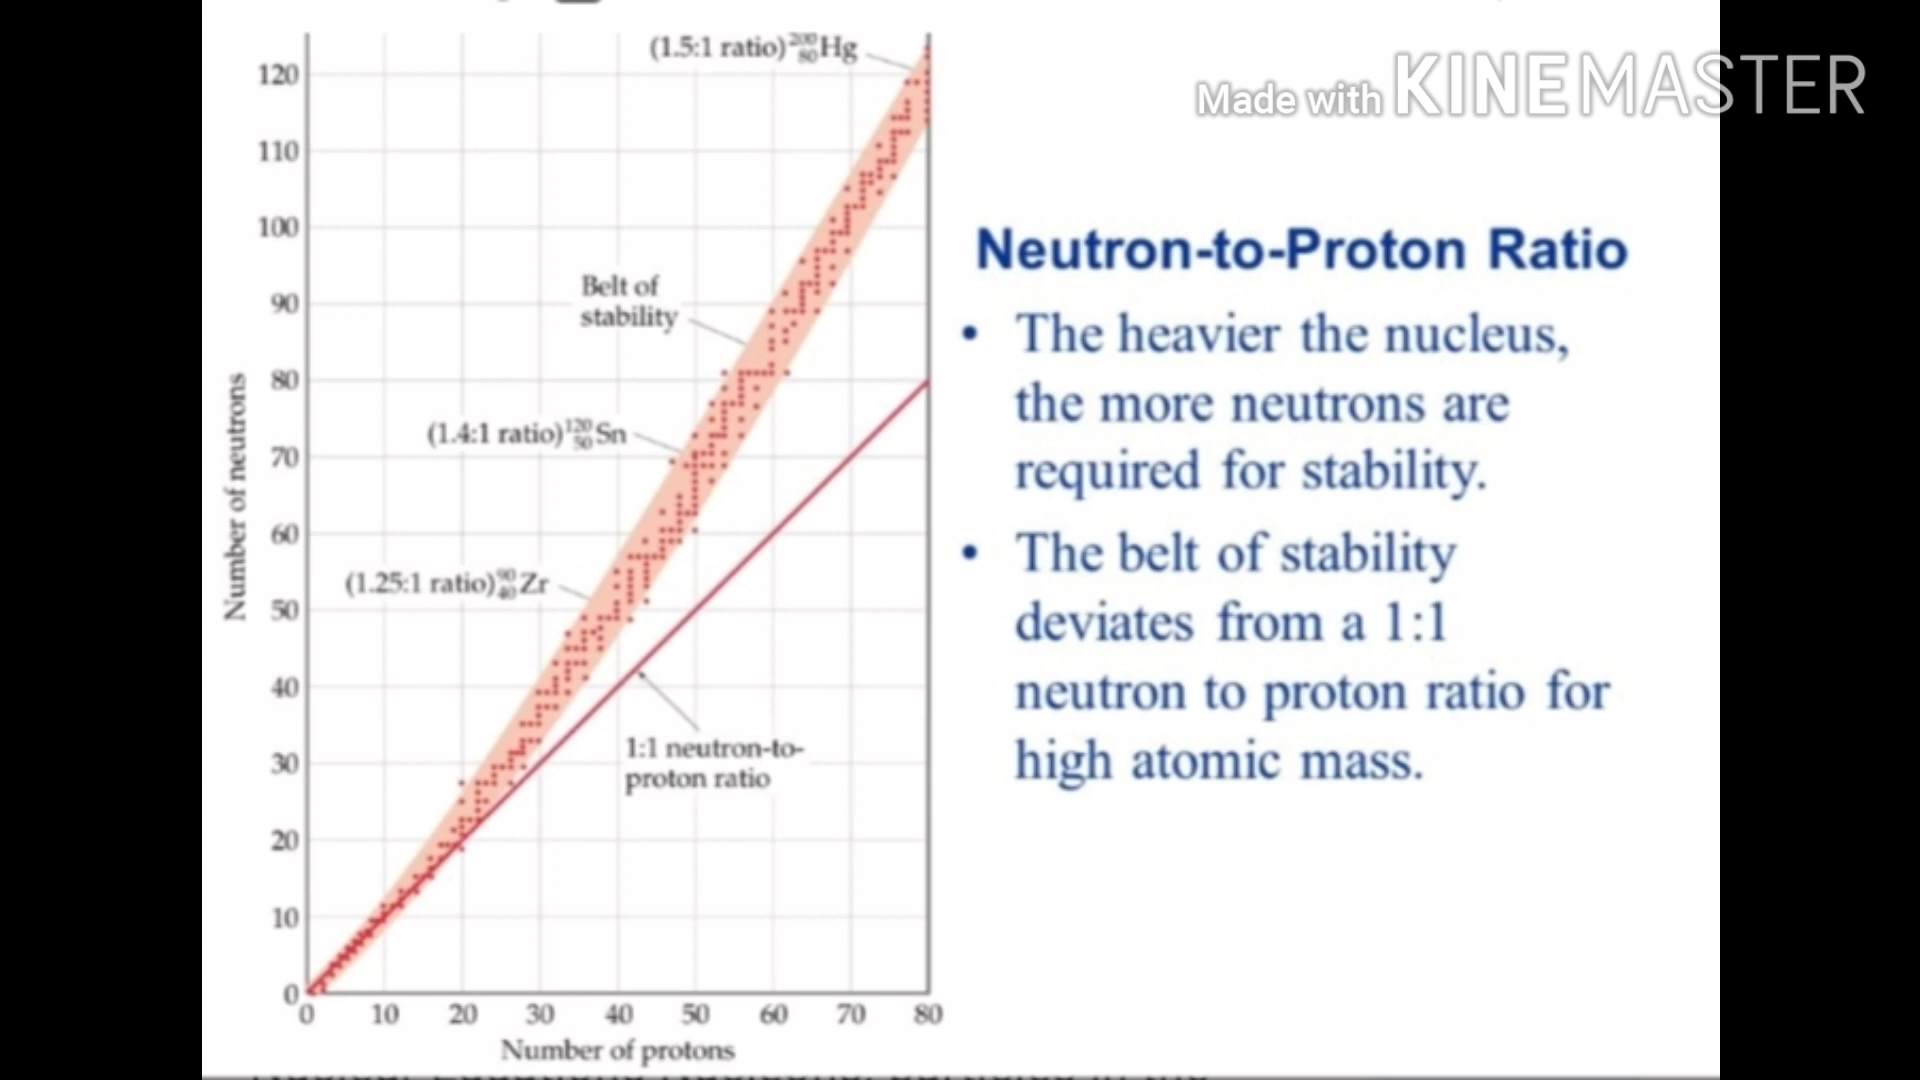 (1.5:1 ratio) ²⁰⁰₈₀Hg
Made with KINEMASTER
120
110
100
90
80
70
60
50
40
30
20
10
0
Number of neutrons
Belt of
stability
(1.4:1 ratio) ¹²⁰₅₀Sn
(1.25:1 ratio) ⁹⁰₄₀Zr
1:1 neutron-to-
proton ratio
0 10 20 30 40 50 60 70 80
Number of protons
Neutron-to-Proton Ratio
• The heavier the nucleus,
the more neutrons are
required for stability.
• The belt of stability
deviates from a 1:1
neutron to proton ratio for
high atomic mass.